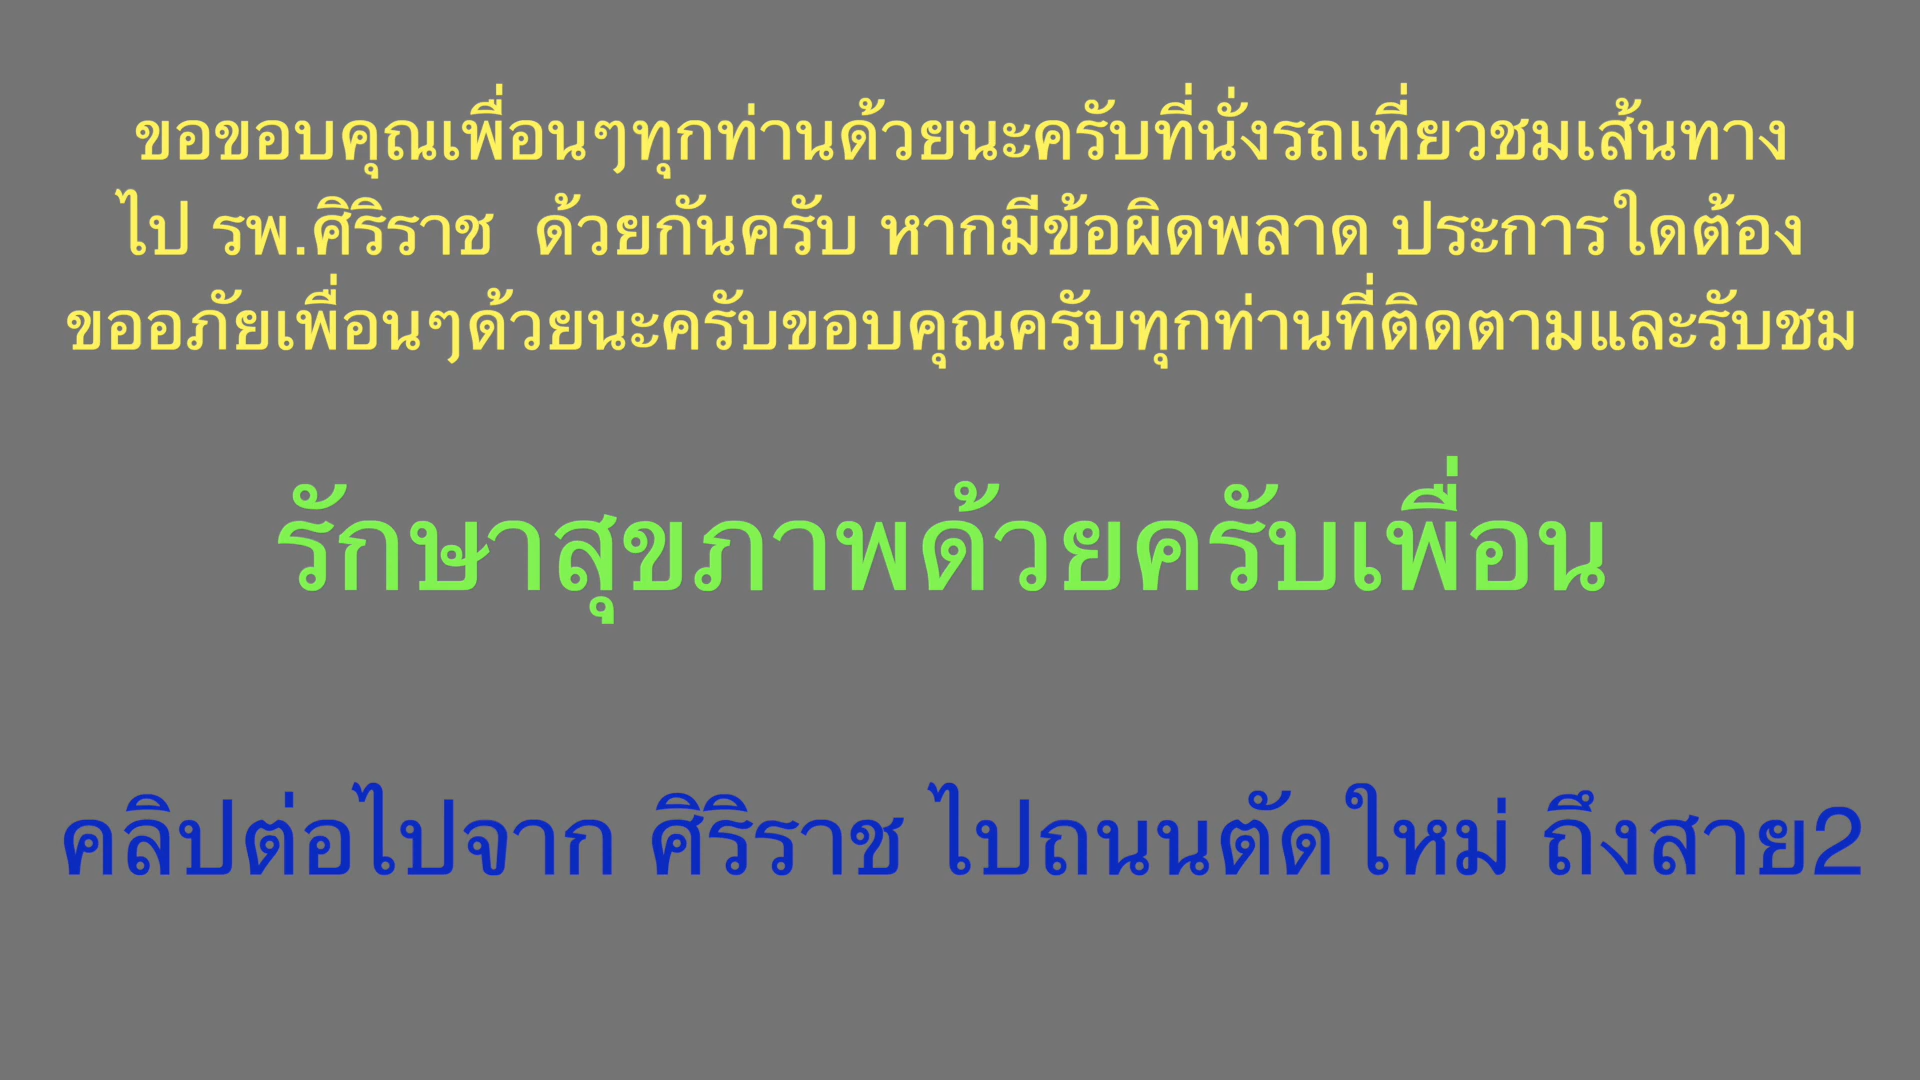 ขอขอบคุณเพื่อนๆทุกท่านด้วยนะครับที่นั่งรถเที่ยวชมเส้นทาง
ไป รพ.ศิริราช  ด้วยกันครับ หากมีข้อผิดพลาด ประการใดต้อง
ขออภัยเพื่อนๆด้วยนะครับขอบคุณครับทุกท่านที่ติดตามและรับชม
รักษาสุขภาพด้วยครับเพื่อน
คลิปต่อไปจาก ศิริราช ไปถนนตัดใหม่ ถึงสาย2